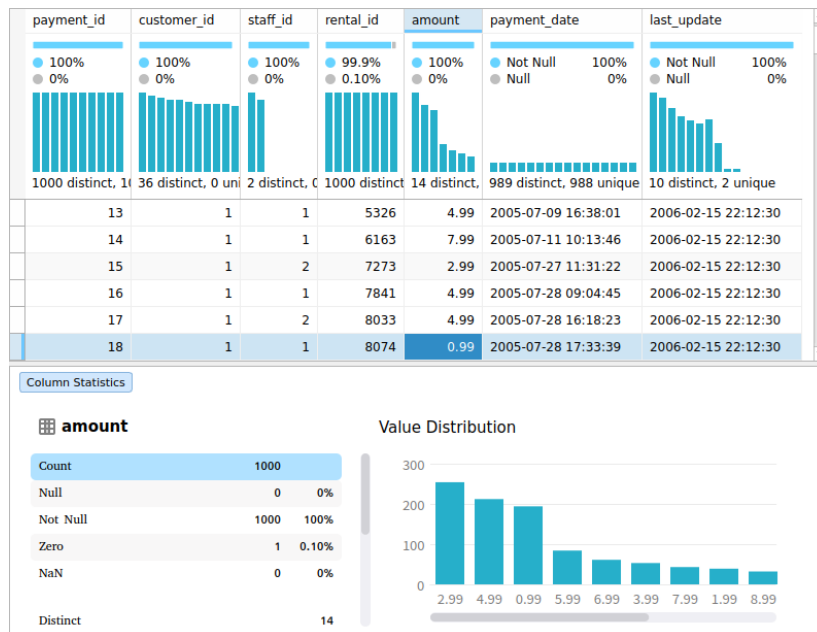 payment_id customer_id staff_id rental_id amount payment_date last_update
100% 100% 100% 99.9% 100% Not Null 100% Not Null 100%
0% 0% 0% 0.10% 0% Null 0% Null 0%
1000 distinct, 10 36 distinct, 0 uni 2 distinct, 0 1000 distinct 14 distinct, 989 distinct, 988 unique 10 distinct, 2 unique
13 1 1 5326 4.99 2005-07-09 16:38:01 2006-02-15 22:12:30
14 1 1 6163 7.99 2005-07-11 10:13:46 2006-02-15 22:12:30
15 1 2 7273 2.99 2005-07-27 11:31:22 2006-02-15 22:12:30
16 1 1 7841 4.99 2005-07-28 09:04:45 2006-02-15 22:12:30
17 1 2 8033 4.99 2005-07-28 16:18:23 2006-02-15 22:12:30
18 1 1 8074 0.99 2005-07-28 17:33:39 2006-02-15 22:12:30
Column Statistics
amount
Count 1000
Null 0 0%
Not Null 1000 100%
Zero 1 0.10%
NaN 0 0%
Distinct 14
Value Distribution
300
200
100
0
2.99 4.99 0.99 5.99 6.99 3.99 7.99 1.99 8.99